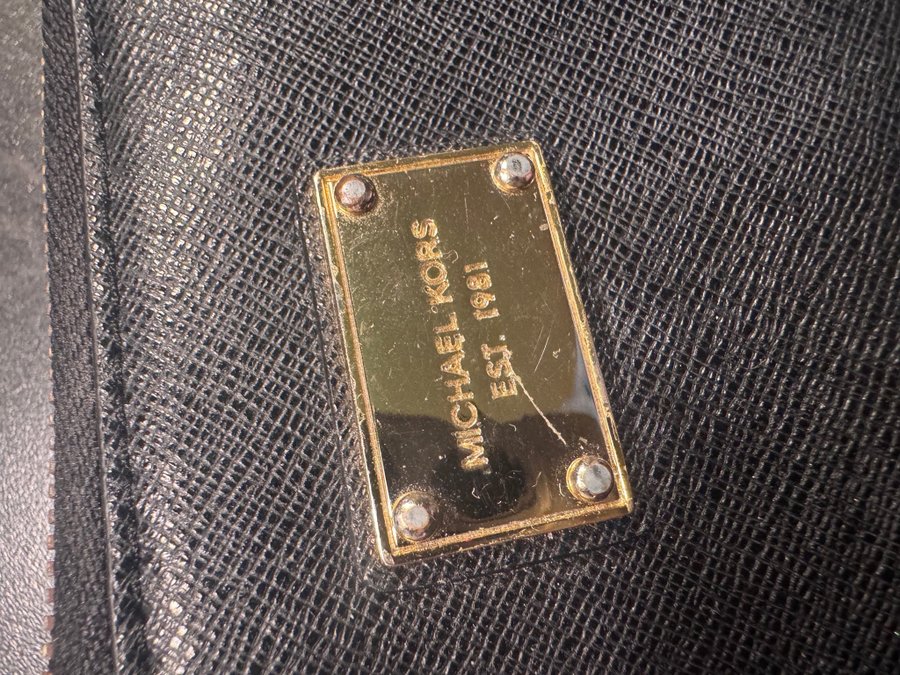 MICHAEL KORS
EST. 1981